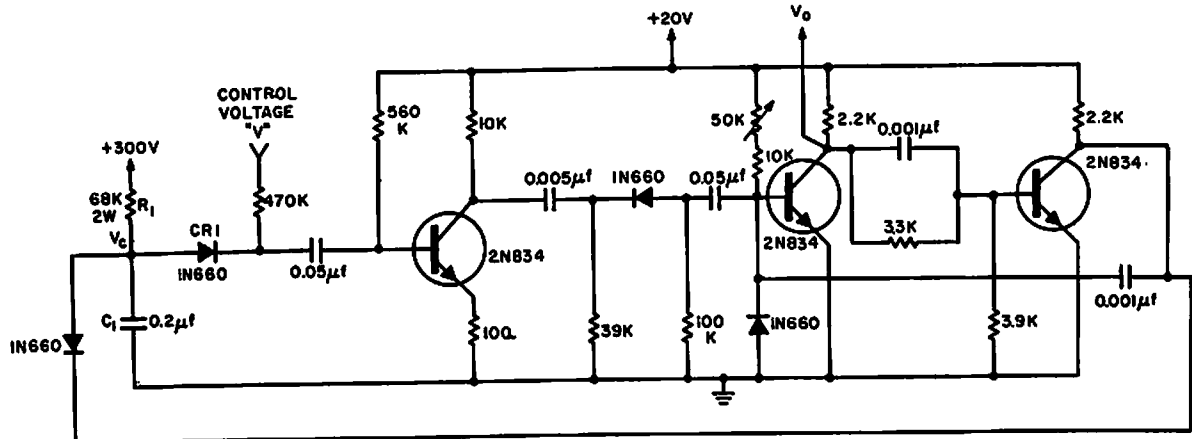 +20V
V₀
CONTROL
VOLTAGE
"V"
560
K
10K
50K
2.2K
0.001μf
2.2K
+300V
10K
2N834
68K
2W
R₁
470K
0.005μf
1N660
0.05μf
CR1
V_C
2N834
2N834
3.3K
1N660
0.05μf
0.001μf
C₁
0.2μf
1N660
10Ω
39K
100
K
1N660
3.9K